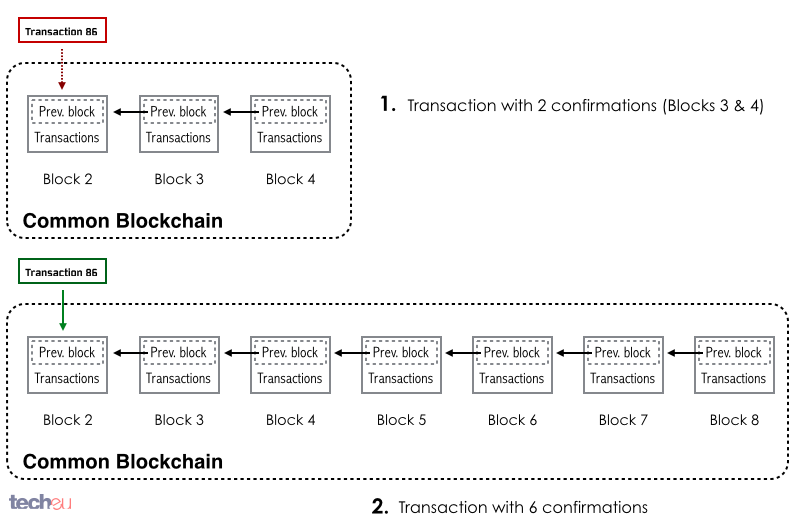 Transaction 86
1. Transaction with 2 confirmations (Blocks 3 & 4)
Prev. block Prev. block Prev. block
Transactions Transactions Transactions
Block 2 Block 3 Block 4
Common Blockchain
Transaction 86
Prev. block Prev. block Prev. block Prev. block Prev. block Prev. block Prev. block
Transactions Transactions Transactions Transactions Transactions Transactions Transactions
Block 2 Block 3 Block 4 Block 5 Block 6 Block 7 Block 8
Common Blockchain
tech.eu
2. Transaction with 6 confirmations